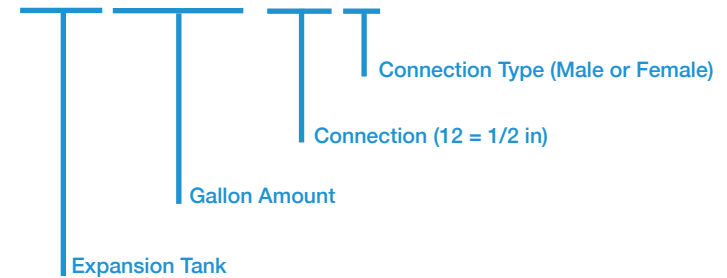 Connection Type (Male or Female)
Connection (12 = 1/2 in)
Gallon Amount
Expansion Tank